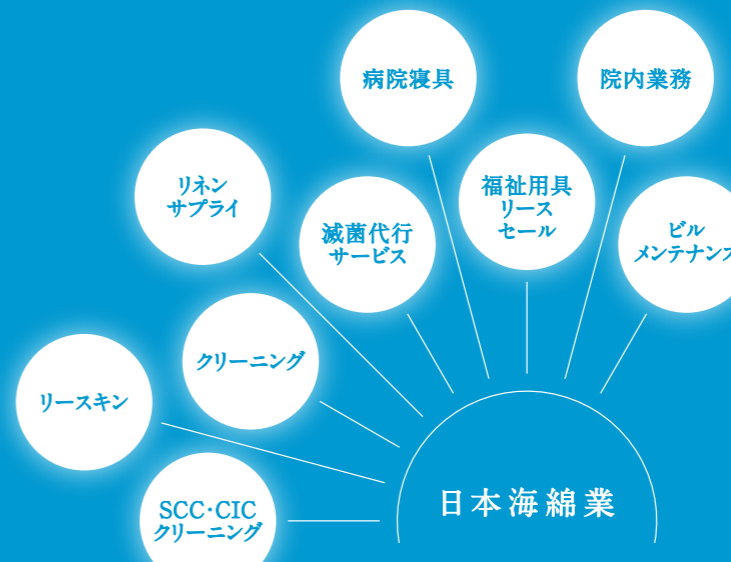 病院寝具
院内業務
リネン
サプライ
滅菌代行
サービス
福祉用具
リース
セール
ビル
メンテナンス
クリーニング
リースキン
SCC・CIC
クリーニング
日本海綿業